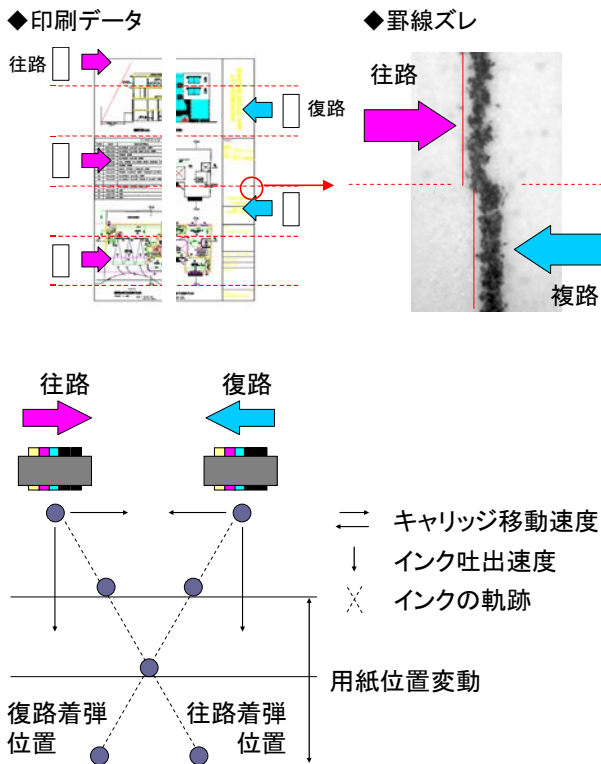 ◆印刷データ
◆罫線ズレ
往路
復路
往路
複路
往路
復路
キャリッジ移動速度
インク吐出速度
インクの軌跡
用紙位置変動
復路着弾
位置
往路着弾
位置